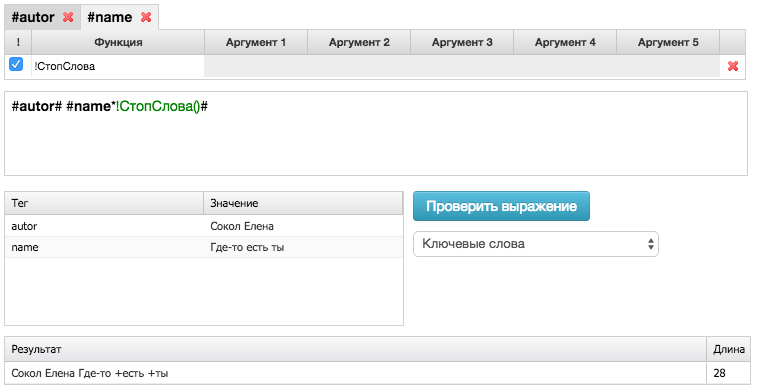 #autor #name
! Функция Аргумент 1 Аргумент 2 Аргумент 3 Аргумент 4 Аргумент 5
!СтопСлова
#autor# #name*!СтопСлова()#
Тег Значение
autor Сокол Елена
name Где-то есть ты
Проверить выражение
Ключевые слова
Результат Длина
Сокол Елена Где-то +есть +ты 28